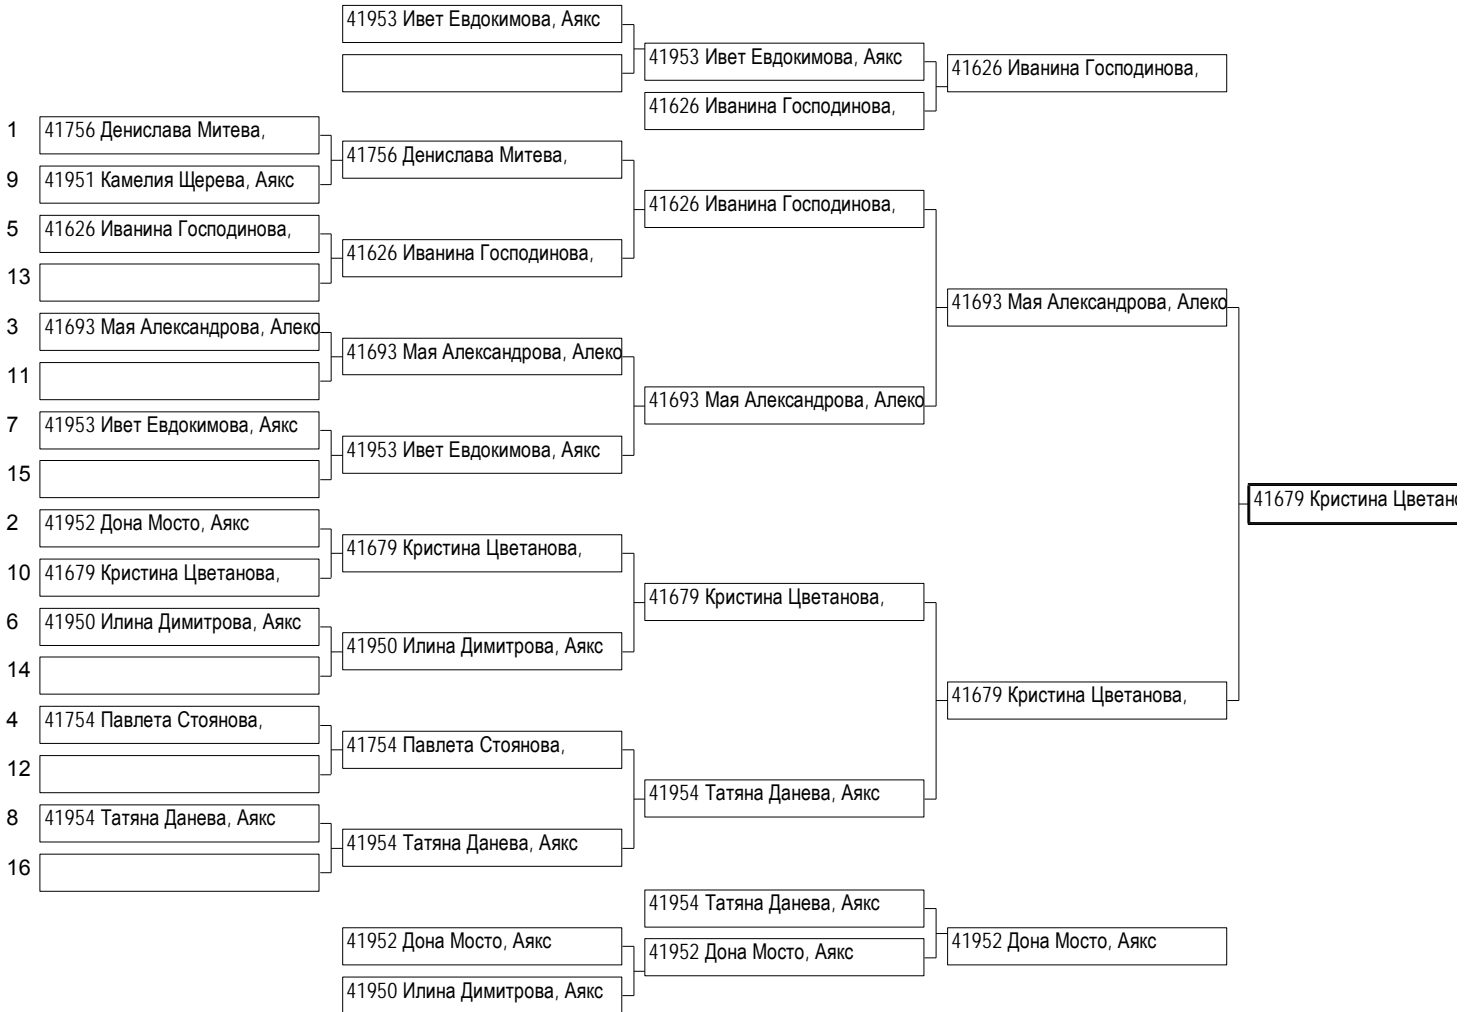 41953 Ивет Евдокимова, Аякс
41953 Ивет Евдокимова, Аякс
41626 Иванина Господинова,
41626 Иванина Господинова,
1 41756 Денислава Митева,
41756 Денислава Митева,
9 41951 Камелия Щерева, Аякс
41626 Иванина Господинова,
5 41626 Иванина Господинова,
41626 Иванина Господинова,
13
41693 Мая Александрова, Алеко
3 41693 Мая Александрова, Алеко
41693 Мая Александрова, Алеко
11
41693 Мая Александрова, Алеко
7 41953 Ивет Евдокимова, Аякс
41953 Ивет Евдокимова, Аякс
15
41679 Кристина Цветано
2 41952 Дона Мосто, Аякс
41679 Кристина Цветанова,
10 41679 Кристина Цветанова,
41679 Кристина Цветанова,
6 41950 Илина Димитрова, Аякс
41950 Илина Димитрова, Аякс
14
41679 Кристина Цветанова,
4 41754 Павлета Стоянова,
41754 Павлета Стоянова,
12
41954 Татяна Данева, Аякс
8 41954 Татяна Данева, Аякс
41954 Татяна Данева, Аякс
16
41954 Татяна Данева, Аякс
41952 Дона Мосто, Аякс
41952 Дона Мосто, Аякс
41952 Дона Мосто, Аякс
41950 Илина Димитрова, Аякс